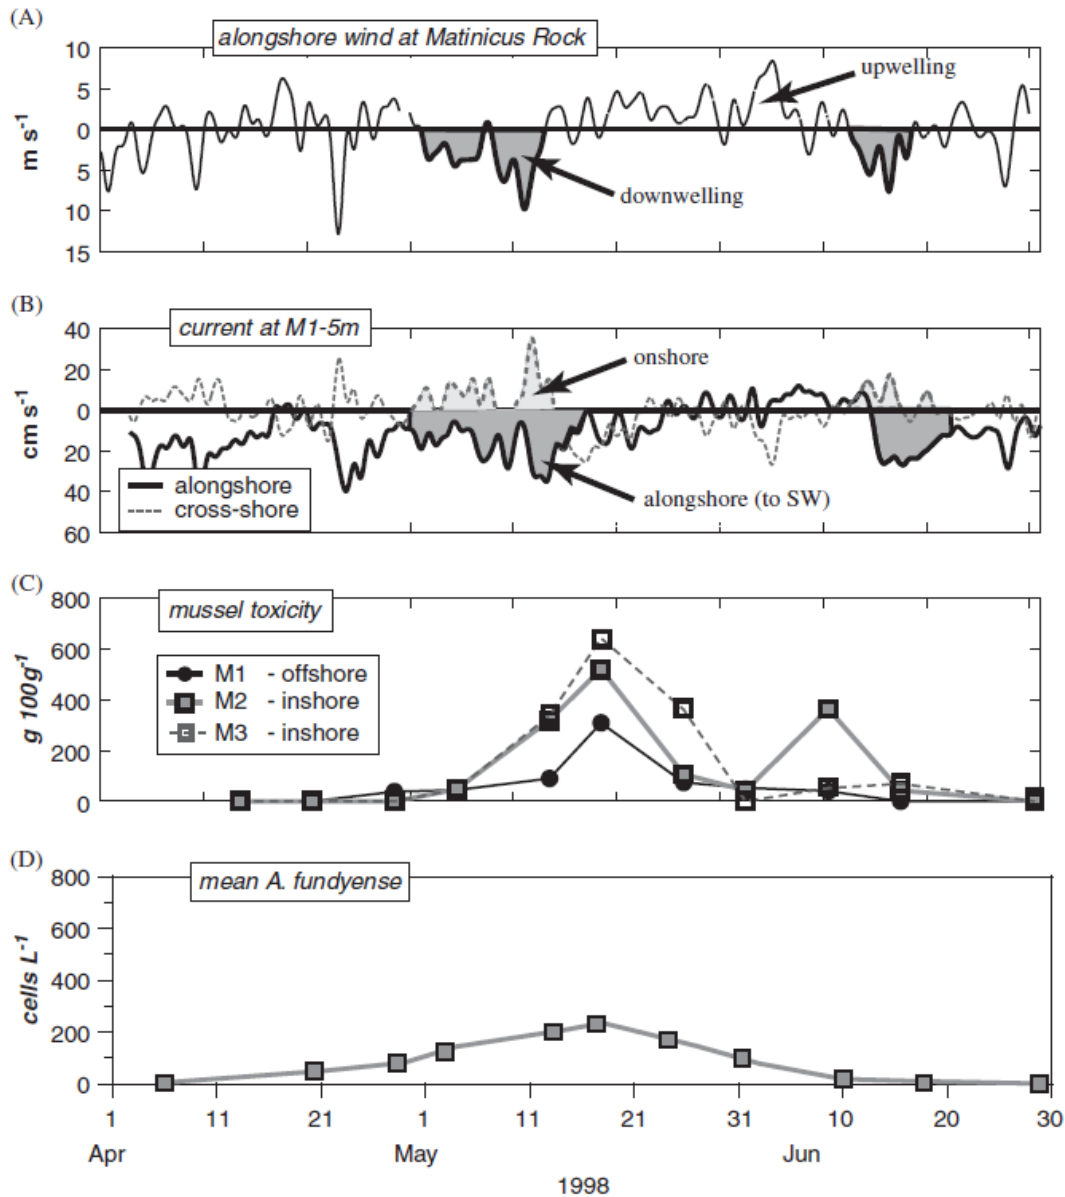 (A)
alongshore wind at Matinicus Rock
10
5
0
5
10
15
m s-1
upwelling
downwelling
(B)
current at M1-5m
40
20
0
20
40
60
cm s-1
onshore
alongshore (to SW)
alongshore
cross-shore
(C)
mussel toxicity
800
600
400
200
0
g 100g-1
M1 - offshore
M2 - inshore
M3 - inshore
(D)
mean A. fundyense
800
600
400
200
0
cells L-1
1 11 21 1 11 21 31 10 20 30
Apr May Jun
1998